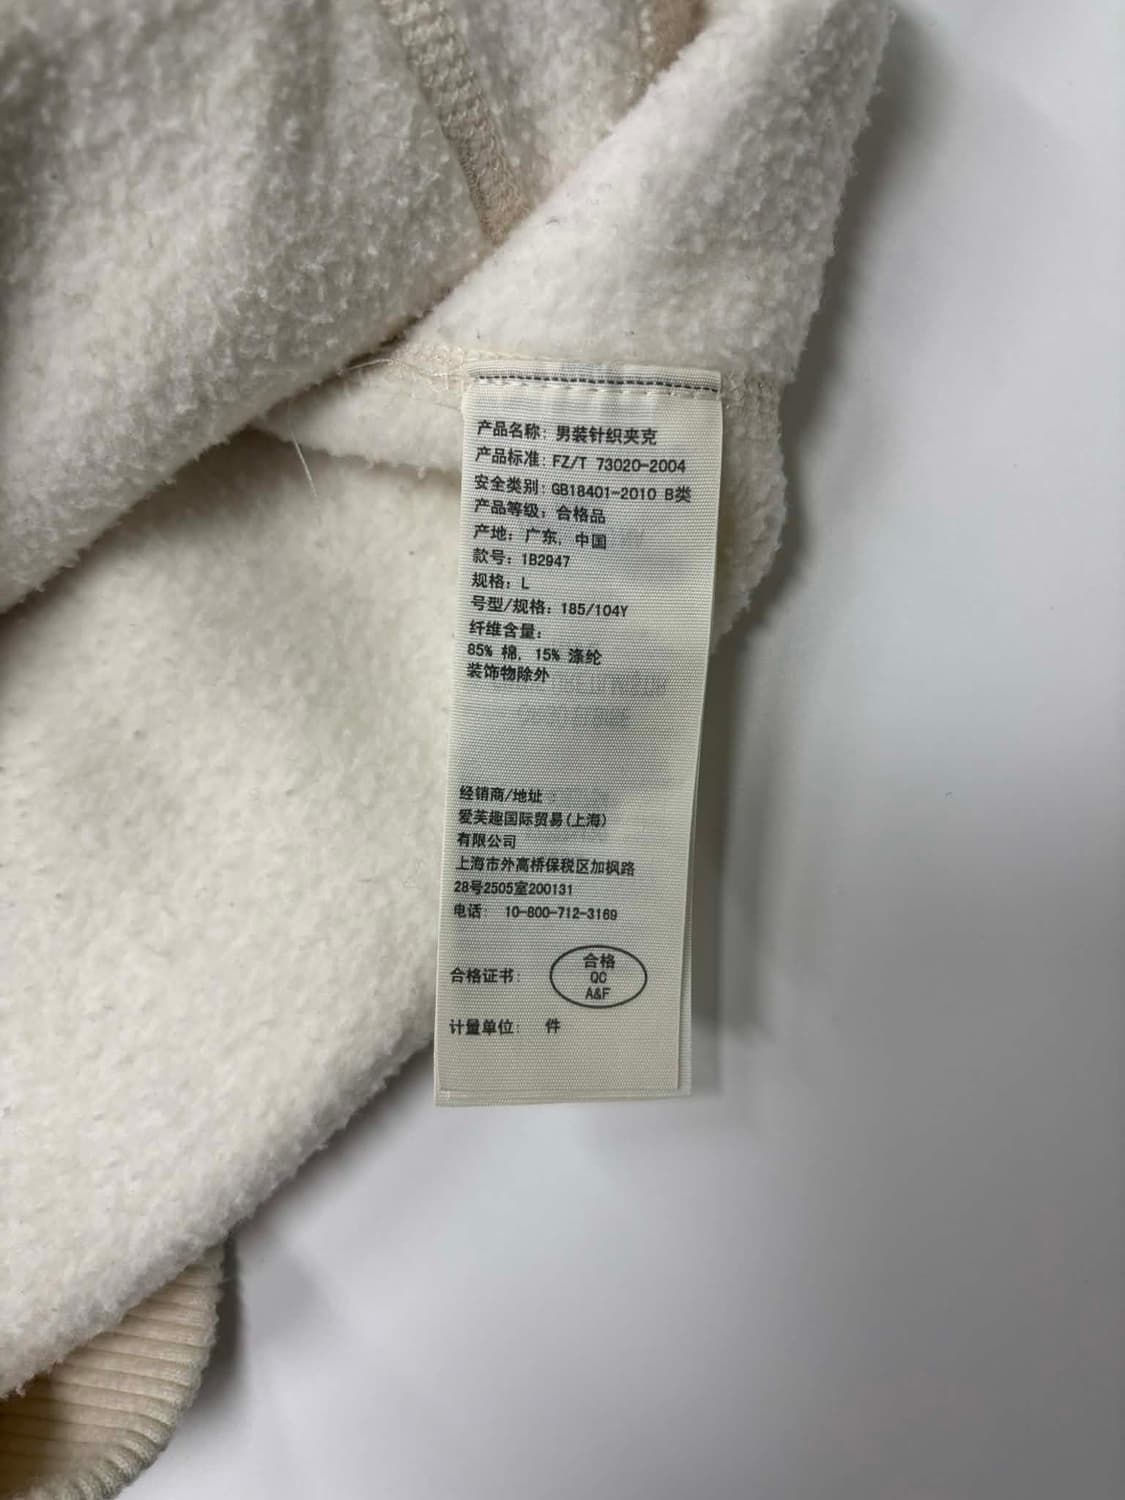 产品名称: 男装针织夹克
产品标准: FZ/T 73020-2004
安全类别: GB18401-2010 B类
产品等级: 合格品
产地: 广东, 中国
款号: 1B2947
规格: L
号型/规格: 185/104Y
纤维含量:
85% 棉, 15% 涤纶
装饰物除外
经销商/地址 :
爱芙趣国际贸易(上海)
有限公司
上海市外高桥保税区加枫路
28号2505室200131
电话: 10-800-712-3169
合格证书:
合格
QC
A&F
计量单位: 件